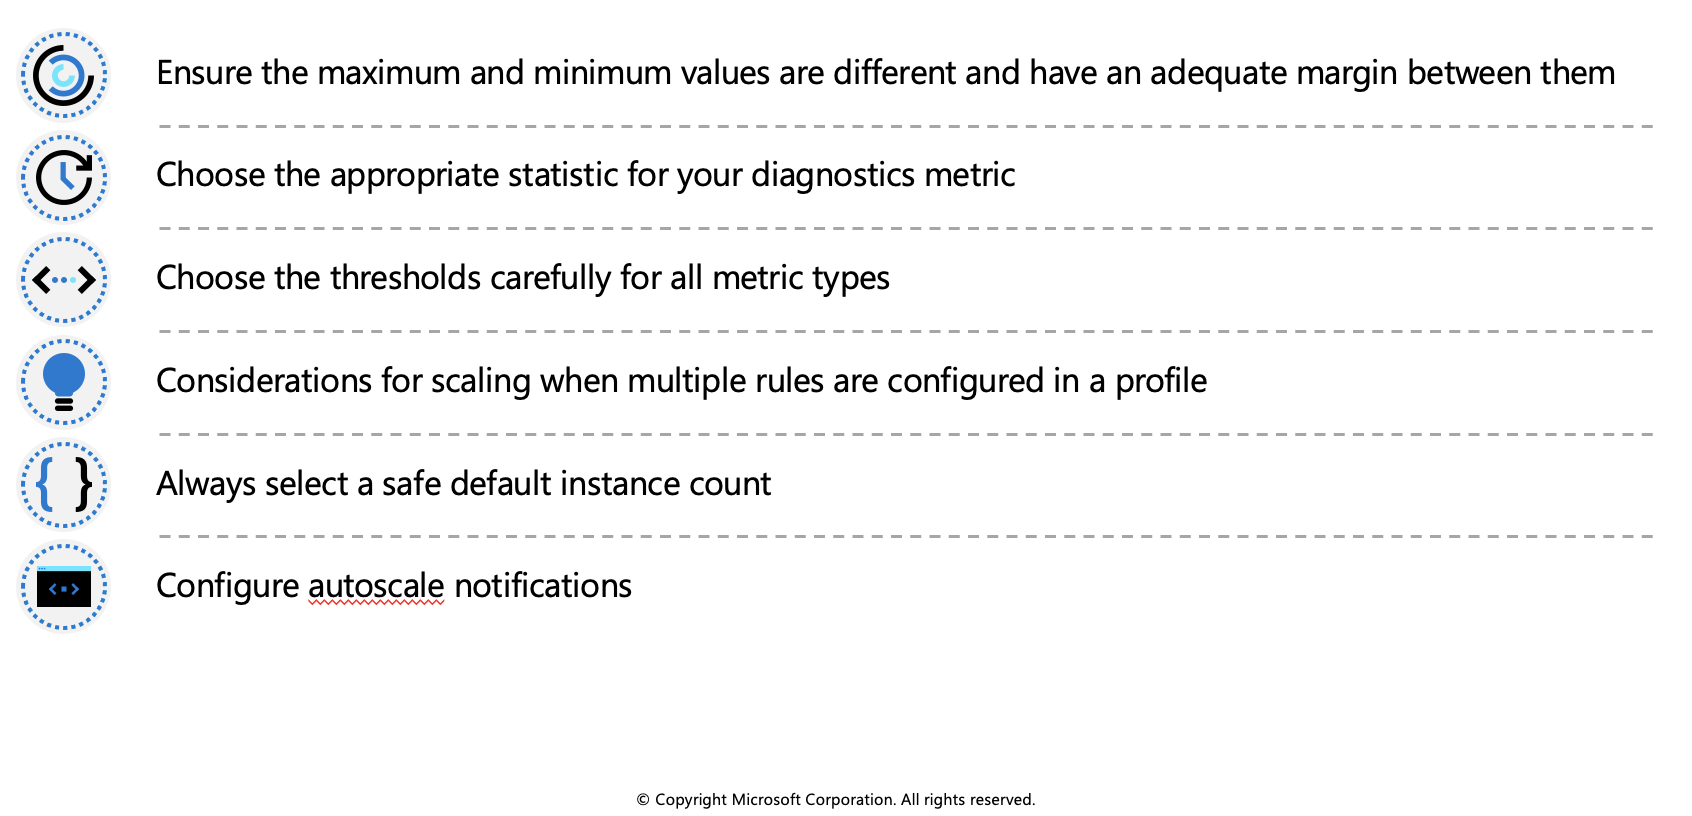 Ensure the maximum and minimum values are different and have an adequate margin between them
Choose the appropriate statistic for your diagnostics metric
Choose the thresholds carefully for all metric types
Considerations for scaling when multiple rules are configured in a profile
Always select a safe default instance count
Configure autoscale notifications
© Copyright Microsoft Corporation. All rights reserved.